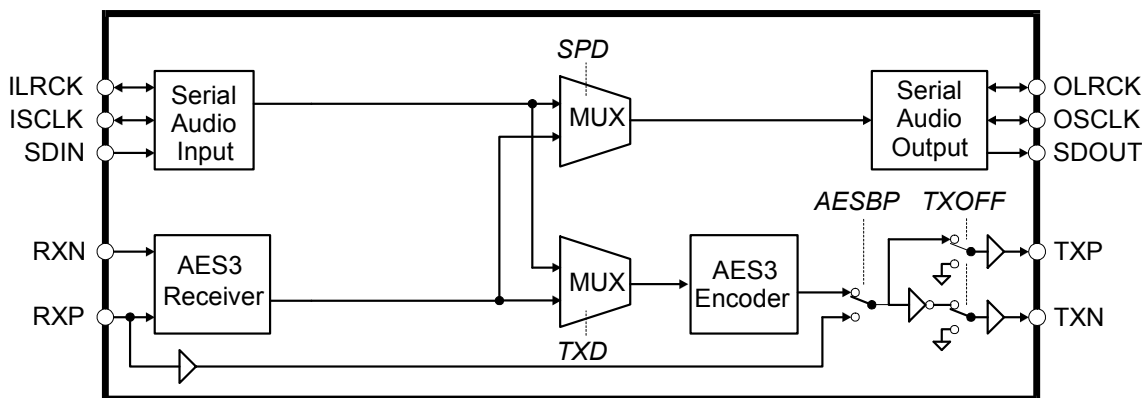 SPD
ILRCK
ISCLK
SDIN
Serial
Audio
Input
MUX
Serial
Audio
Output
OLRCK
OSCLK
SDOUT
AESBP
TXOFF
RXN
RXP
AES3
Receiver
MUX
AES3
Encoder
TXP
TXN
TXD